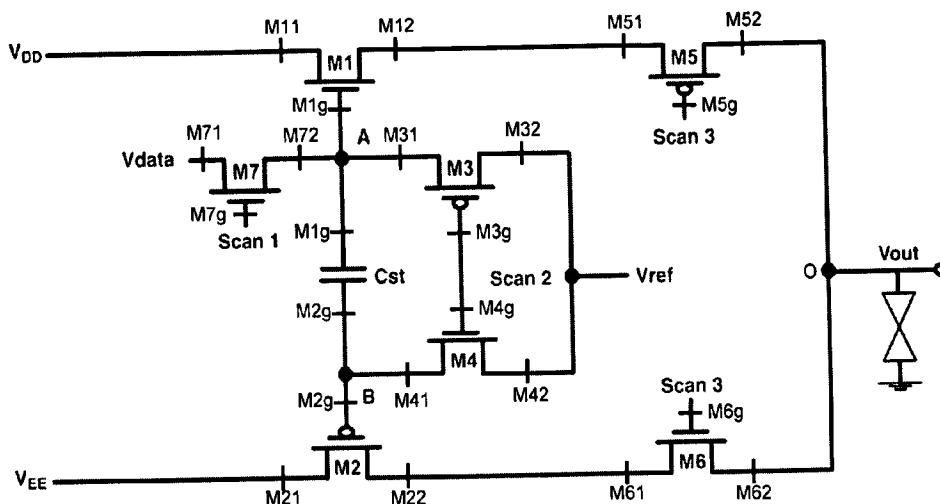 M11
M12
M51
M52
VDD
M1
M5
M1g
M5g
Scan 3
M71
M72
A
M31
M32
Vdata
M7
M3
M7g
Scan 1
M1g
M3g
Cst
Scan 2
Vref
O
Vout
M2g
M4g
M4
M2g
B
M41
M42
Scan 3
M6g
VEE
M2
M6
M21
M22
M61
M62